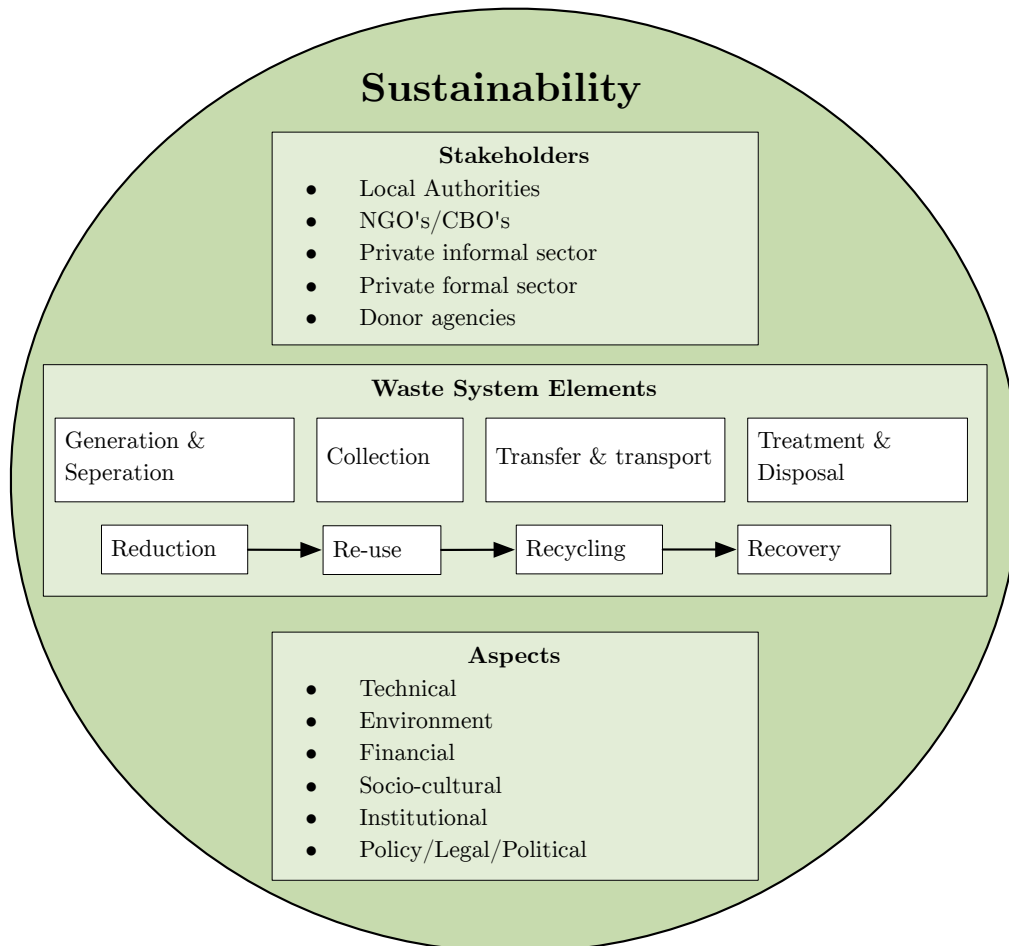 Sustainability
Stakeholders
• Local Authorities
• NGO's/CBO's
• Private informal sector
• Private formal sector
• Donor agencies
Waste System Elements
Generation &
Seperation
Collection
Transfer & transport
Treatment &
Disposal
Reduction
Re-use
Recycling
Recovery
Aspects
• Technical
• Environment
• Financial
• Socio-cultural
• Institutional
• Policy/Legal/Political